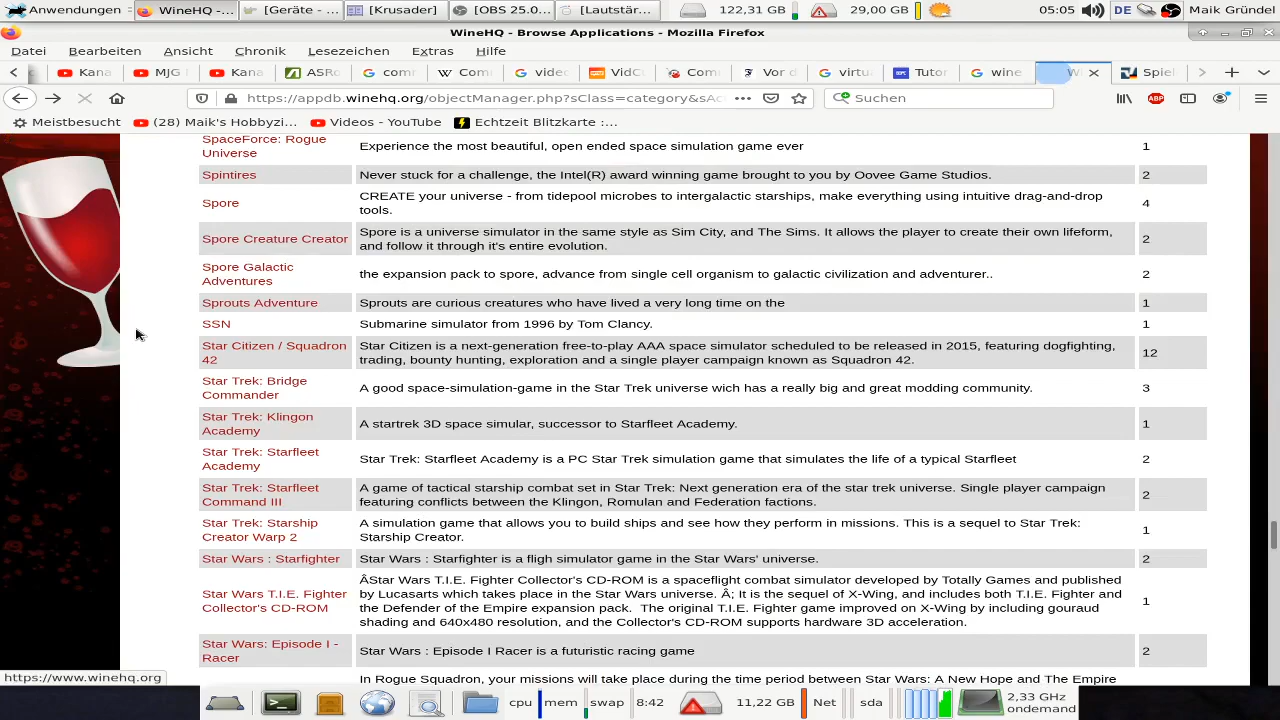 Anwendungen
WineHQ -...
[Geräte - ...
[Krusader]
[OBS 25.0...
[Lautstär...
122,31 GB
29,00 GB
05:05
DE
Maik Gründel
WineHQ - Browse Applications - Mozilla Firefox
Datei Bearbeiten Ansicht Chronik Lesezeichen Extras Hilfe
Kana
MJG
Kana
ASR
com
Com
video
VidC
Com
Vor d
virtu
Tutor
wine
Wi
Spiel
https://appdb.winehq.org/objectManager.php?sClass=category&sAc
Suchen
ABP
Meistbesucht
(28) Maik's Hobbyzi...
Videos - YouTube
Echtzeit Blitzkarte :...
SpaceForce: Rogue
Universe
Experience the most beautiful, open ended space simulation game ever
1
Spintires
Never stuck for a challenge, the Intel(R) award winning game brought to you by Oovee Game Studios.
2
Spore
CREATE your universe - from tidepool microbes to intergalactic starships, make everything using intuitive drag-and-drop
tools.
4
Spore Creature Creator
Spore is a universe simulator in the same style as Sim City, and The Sims. It allows the player to create their own lifeform,
and follow it through it's entire evolution.
2
Spore Galactic
Adventures
the expansion pack to spore, advance from single cell organism to galactic civilization and adventurer..
2
Sprouts Adventure
Sprouts are curious creatures who have lived a very long time on the
1
SSN
Submarine simulator from 1996 by Tom Clancy.
1
Star Citizen / Squadron
42
Star Citizen is a next-generation free-to-play AAA space simulator scheduled to be released in 2015, featuring dogfighting,
trading, bounty hunting, exploration and a single player campaign known as Squadron 42.
12
Star Trek: Bridge
Commander
A good space-simulation-game in the Star Trek universe wich has a really big and great modding community.
3
Star Trek: Klingon
Academy
A startrek 3D space simular, successor to Starfleet Academy.
1
Star Trek: Starfleet
Academy
Star Trek: Starfleet Academy is a PC Star Trek simulation game that simulates the life of a typical Starfleet
2
Star Trek: Starfleet
Command III
A game of tactical starship combat set in Star Trek: Next generation era of the star trek universe. Single player campaign
featuring conflicts between the Klingon, Romulan and Federation factions.
2
Star Trek: Starship
Creator Warp 2
A simulation game that allows you to build ships and see how they perform in missions. This is a sequel to Star Trek:
Starship Creator.
1
Star Wars : Starfighter
Star Wars : Starfighter is a fligh simulator game in the Star Wars' universe.
2
Star Wars T.I.E. Fighter
Collector's CD-ROM
ÂStar Wars T.I.E. Fighter Collector's CD-ROM is a spaceflight combat simulator developed by Totally Games and published
by Lucasarts which takes place in the Star Wars universe. Â; It is the sequel of X-Wing, and includes both T.I.E. Fighter and
the Defender of the Empire expansion pack. The original T.I.E. Fighter game improved on X-Wing by including gouraud
shading and 640x480 resolution, and the Collector's CD-ROM supports hardware 3D acceleration.
1
Star Wars: Episode I -
Racer
Star Wars : Episode I Racer is a futuristic racing game
2
In Rogue Squadron, your missions will take place during the time period between Star Wars: A New Hope and The Empire
https://www.winehq.org
cpu
mem
swap
8:42
11,22 GB
Net
sda
2,33 GHz
ondemand